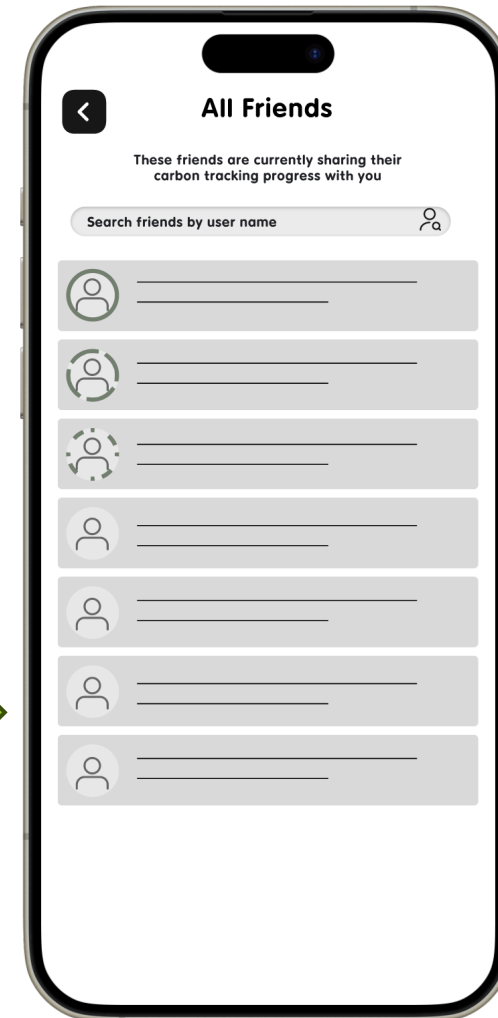 All Friends
These friends are currently sharing their
carbon tracking progress with you
Search friends by user name